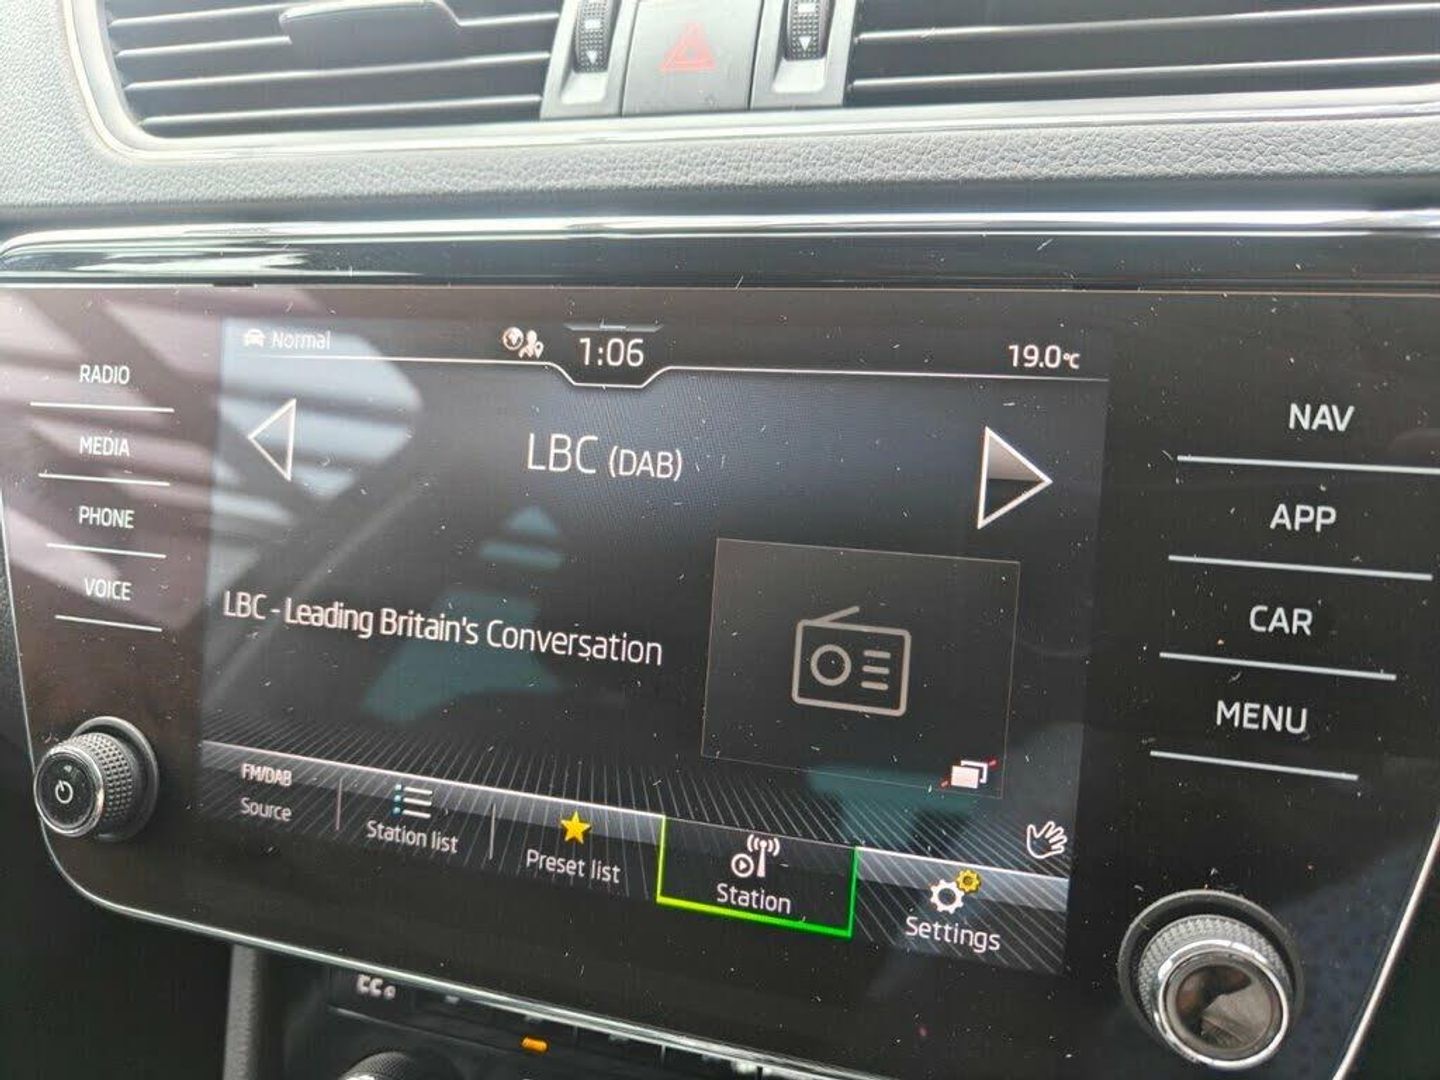 Normal
1:06
19.0°C
RADIO
MEDIA
PHONE
VOICE
LBC (DAB)
LBC - Leading Britain's Conversation
NAV
APP
CAR
MENU
FM/DAB
Source
Station list
Preset list
Station
Settings